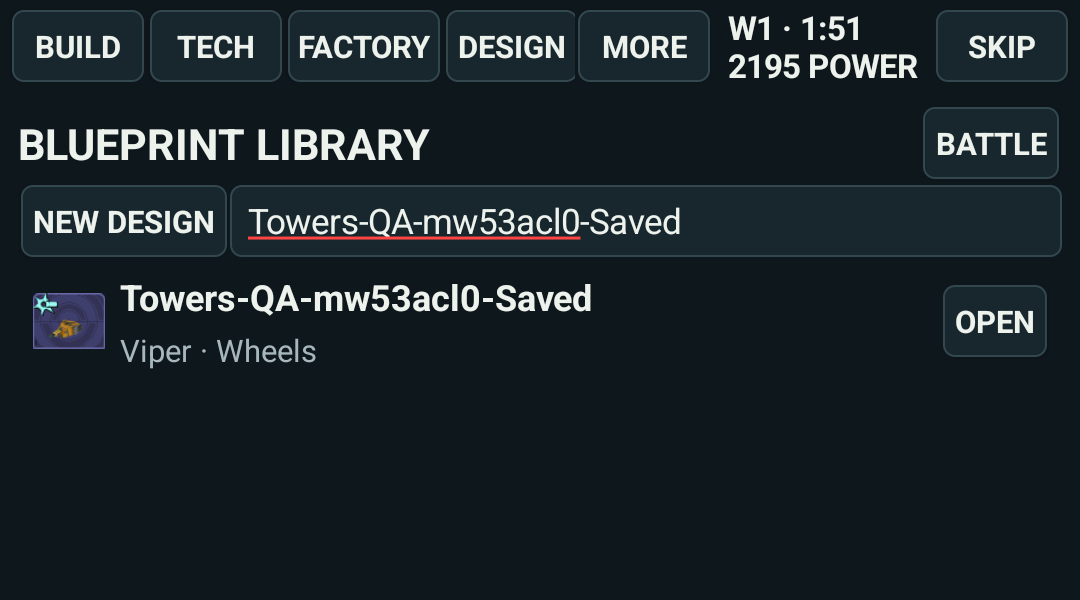 BUILD
TECH
FACTORY
DESIGN
MORE
W1 · 1:51
2195 POWER
SKIP
BLUEPRINT LIBRARY
BATTLE
NEW DESIGN
Towers-QA-mw53acl0-Saved
Towers-QA-mw53acl0-Saved
Viper · Wheels
OPEN